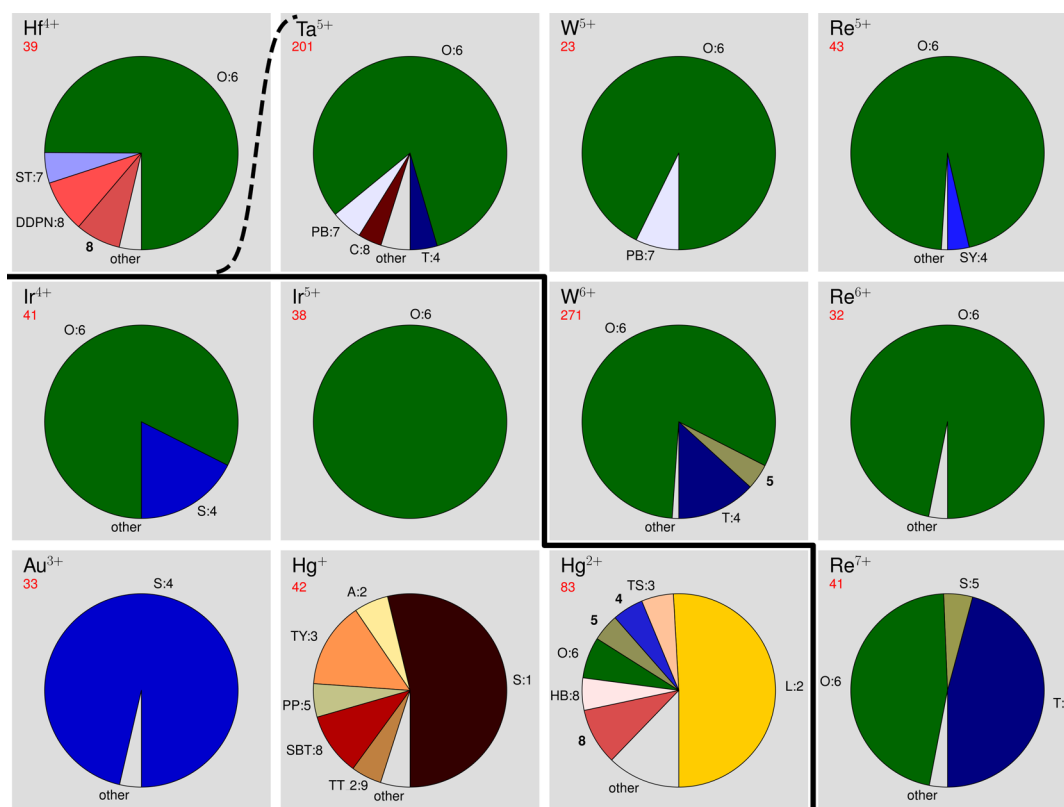 Hf4+
39
O:6
ST:7
DDPN:8
8
other
Ta5+
201
O:6
PB:7
C:8
other
T:4
W5+
23
O:6
PB:7
Re5+
43
O:6
other
SY:4
Ir4+
41
O:6
S:4
other
Ir5+
38
O:6
W6+
271
O:6
5
T:4
other
Re6+
32
O:6
other
Au3+
33
S:4
other
Hg+
42
A:2
TY:3
S:1
PP:5
SBT:8
TT 2:9
other
Hg2+
83
TS:3
4
5
O:6
L:2
HB:8
8
other
Re7+
41
S:5
O:6
T:
other